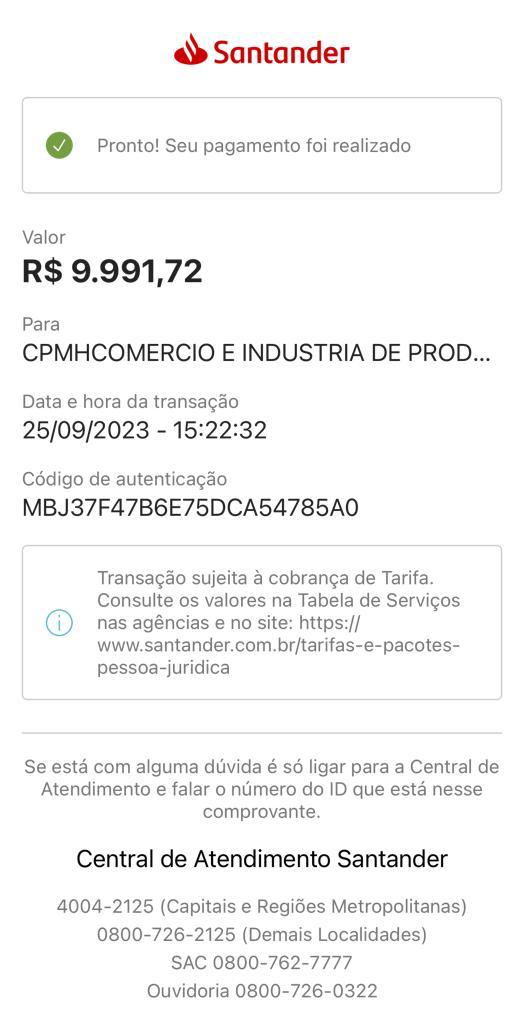 Santander
Pronto! Seu pagamento foi realizado
Valor
R$ 9.991,72
Para
CPMHCOMERCIO E INDUSTRIA DE PROD...
Data e hora da transação
25/09/2023 - 15:22:32
Código de autenticação
MBJ37F47B6E75DCA54785A0
Transação sujeita à cobrança de Tarifa.
Consulte os valores na Tabela de Serviços
nas agências e no site: https://
www.santander.com.br/tarifas-e-pacotes-
pessoa-juridica
Se está com alguma dúvida é só ligar para a Central de
Atendimento e falar o número do ID que está nesse
comprovante.
Central de Atendimento Santander
4004-2125 (Capitais e Regiões Metropolitanas)
0800-726-2125 (Demais Localidades)
SAC 0800-762-7777
Ouvidoria 0800-726-0322